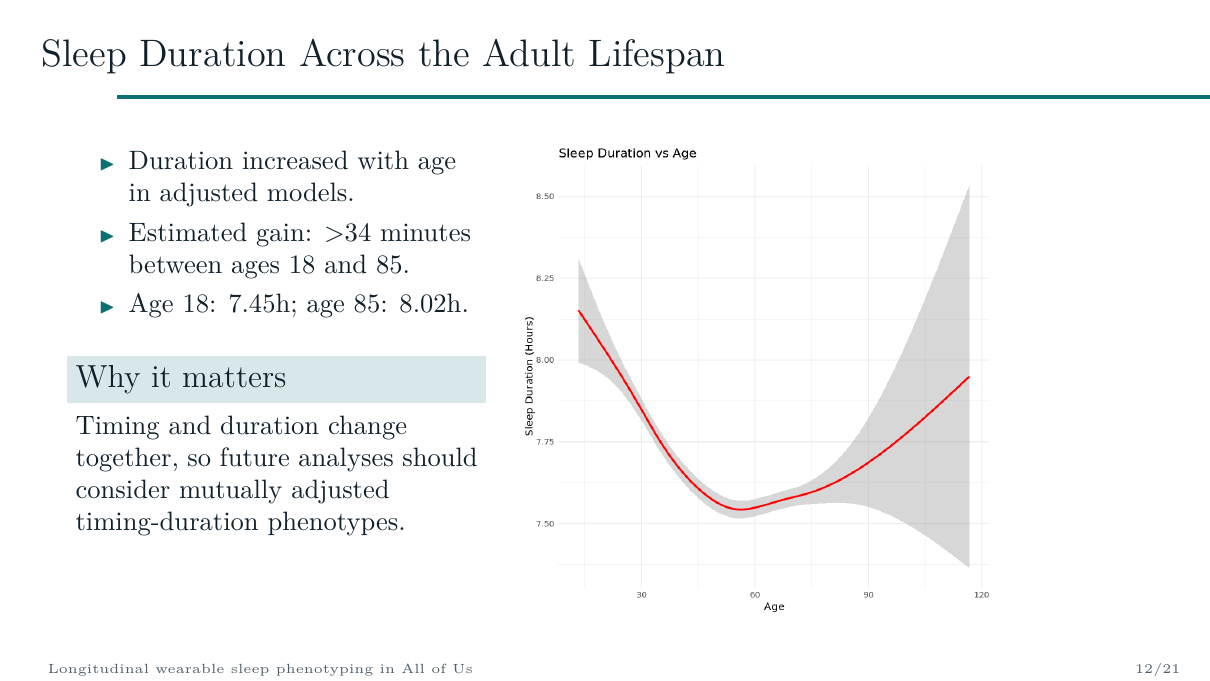 Sleep Duration Across the Adult Lifespan
▶ Duration increased with age
in adjusted models.
▶ Estimated gain: >34 minutes
between ages 18 and 85.
▶ Age 18: 7.45h; age 85: 8.02h.
Why it matters
Timing and duration change
together, so future analyses should
consider mutually adjusted
timing-duration phenotypes.
Sleep Duration vs Age
Sleep Duration (Hours)
8.50
8.25
8.00
7.75
7.50
30 60 90 120
Age
Longitudinal wearable sleep phenotyping in All of Us
12/21